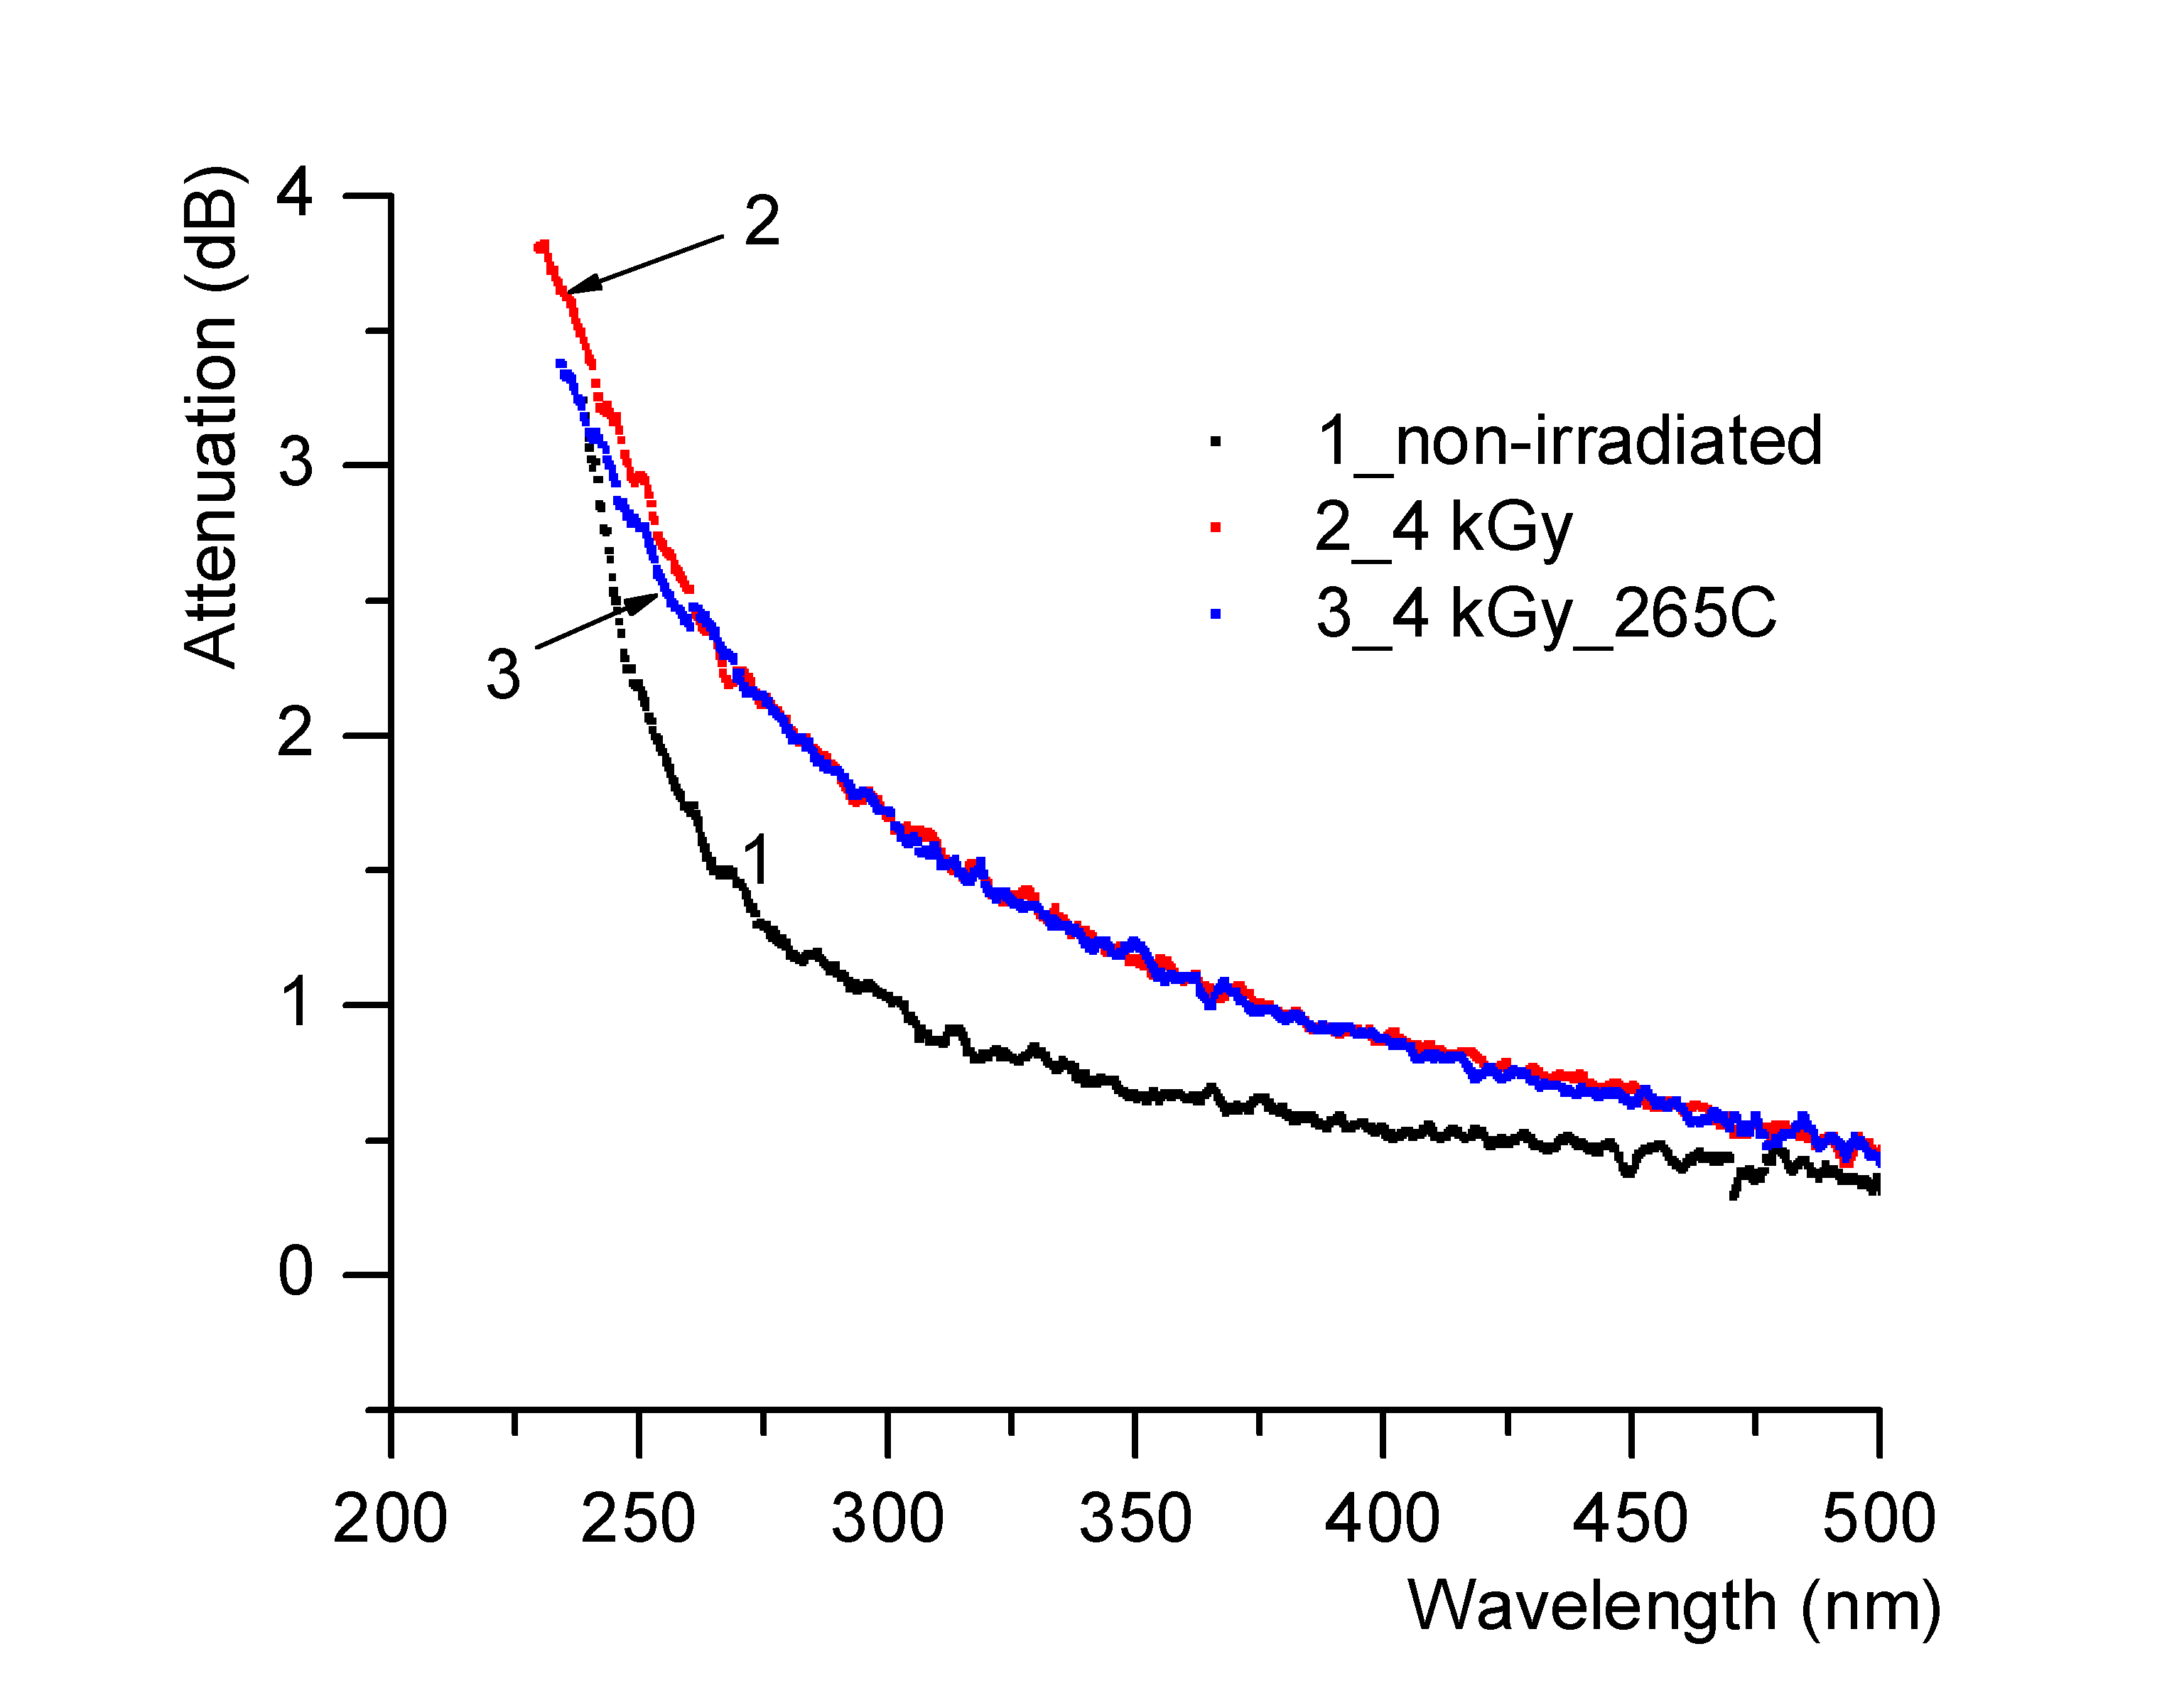 Attenuation (dB)
4
3
2
1
0
2
3
1
1_non-irradiated
2_4 kGy
3_4 kGy_265C
200 250 300 350 400 450 500
Wavelength (nm)